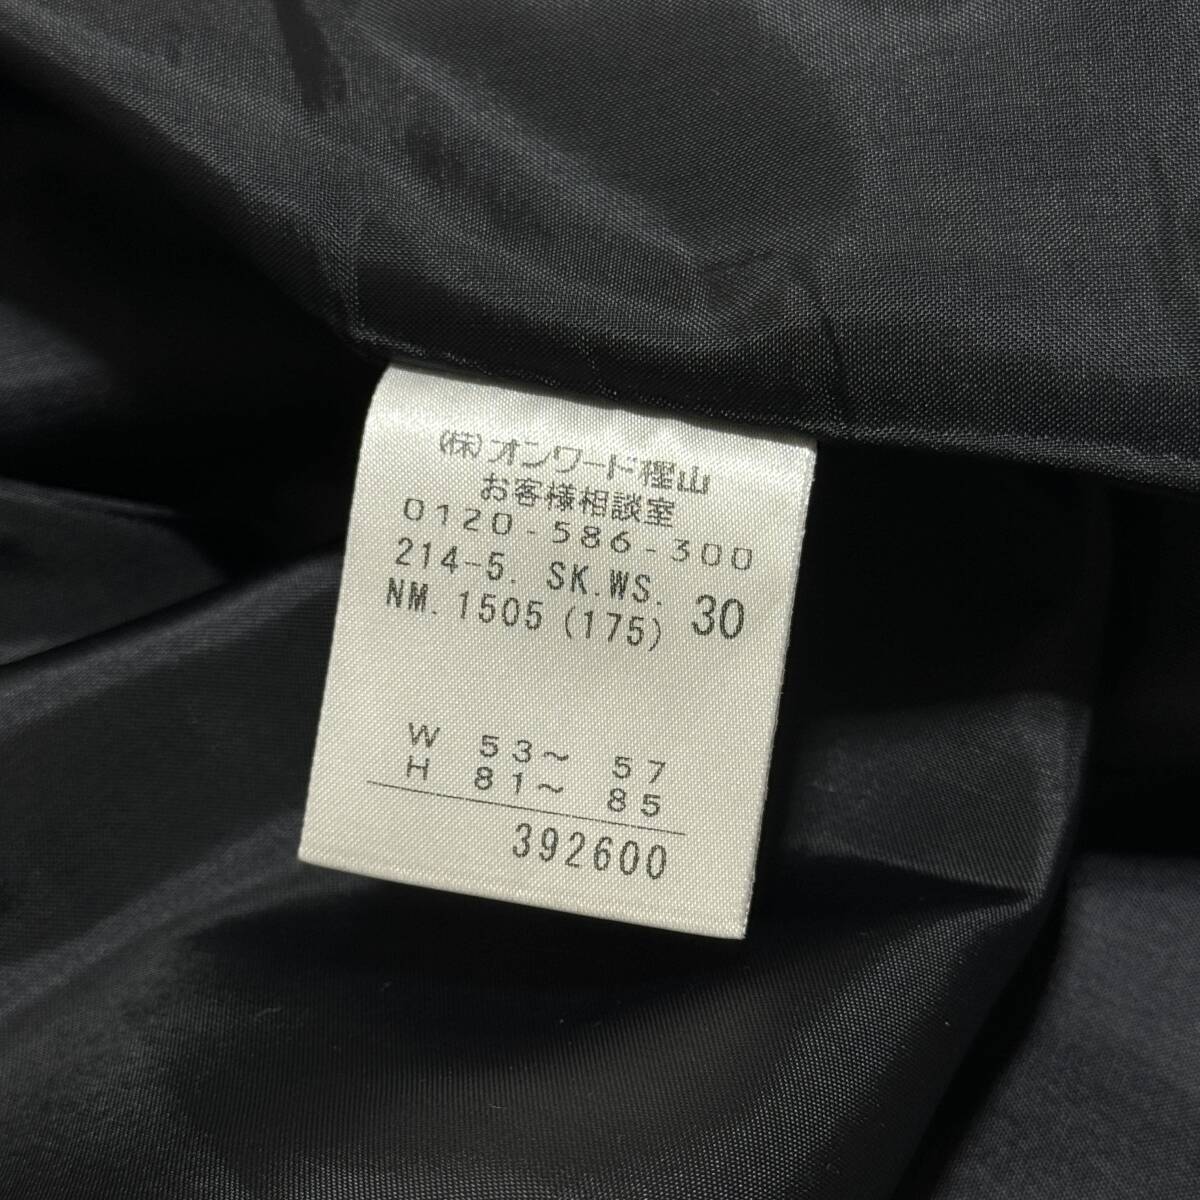 (株)オンワード樫山
お客様相談室
0120-586-300
214-5. SK.WS. 30
NM.1505(175)
W 53～ 57
H 81～ 85
392600